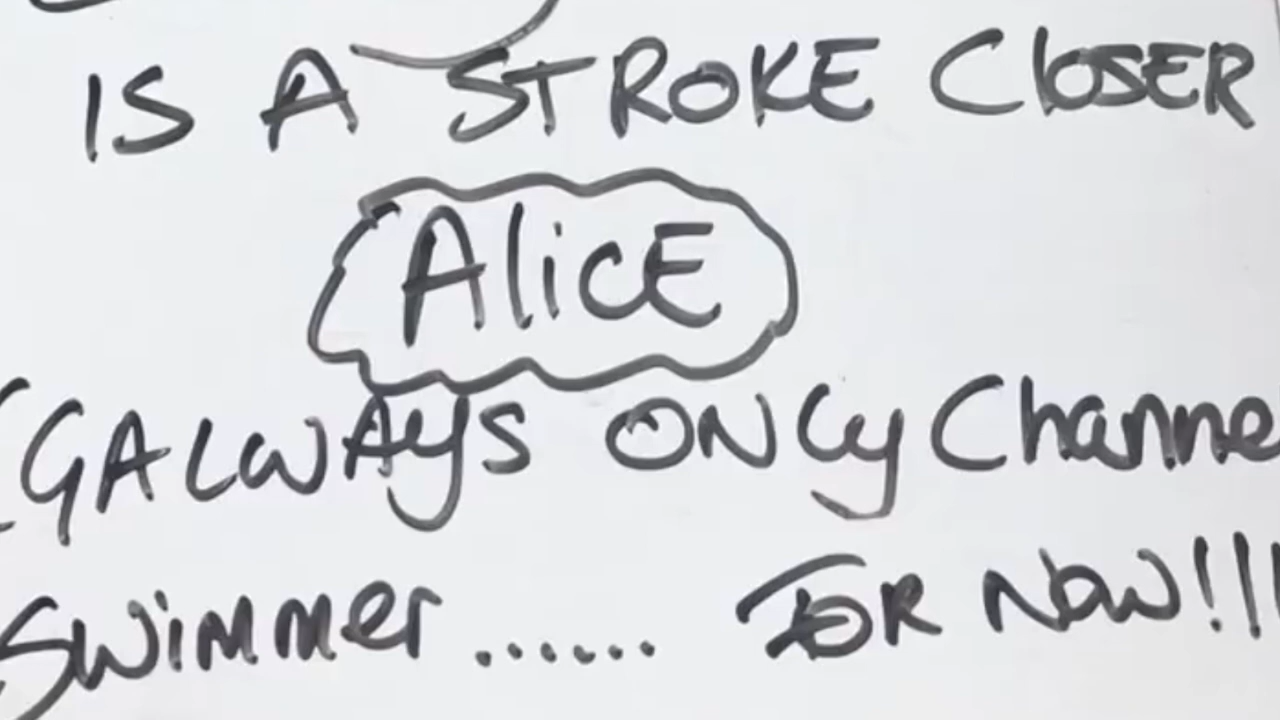 IS A STROKE CLOSER
AlicE
(GALWAYS ONLY Channe
SWimmer ...... FOR NOW!!!